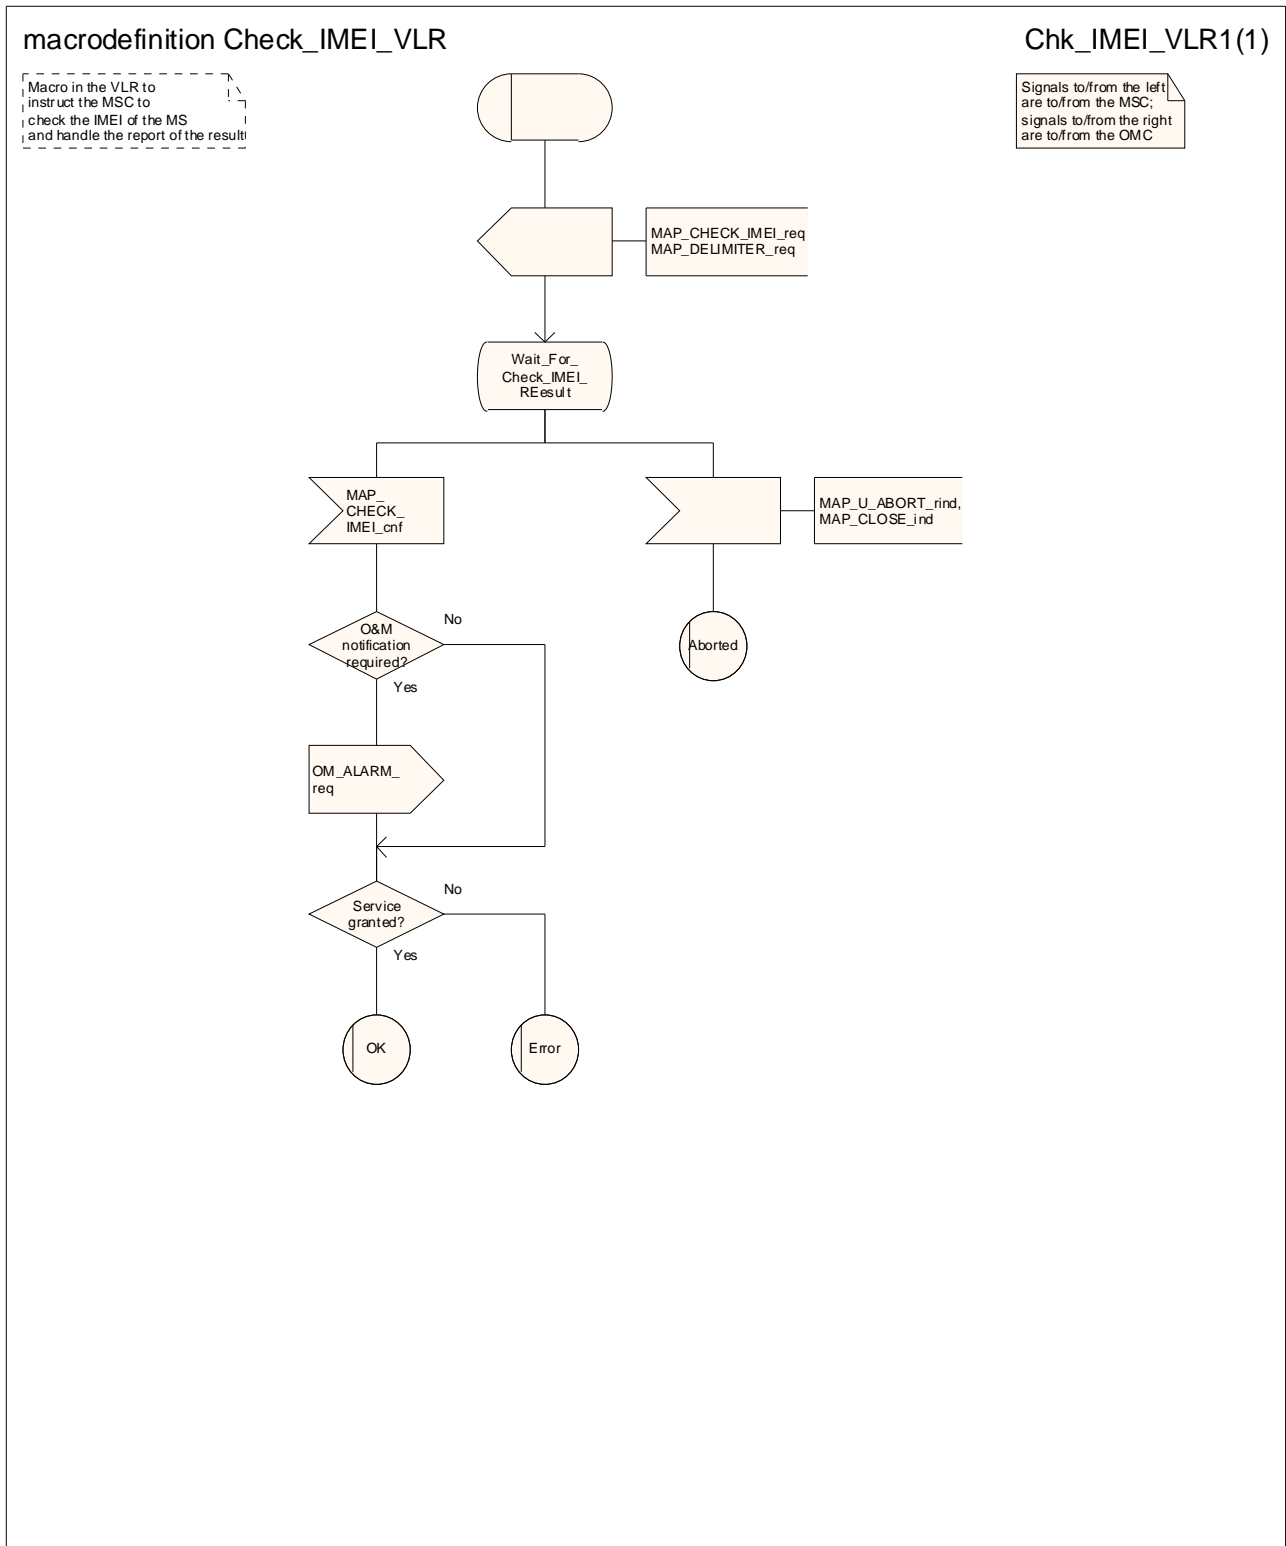 macrodefinition Check_IMEI_VLR
Chk_IMEI_VLR1(1)
Macro in the VLR to
instruct the MSC to
check the IMEI of the MS
and handle the report of the result
Signals to/from the left
are to/from the MSC;
signals to/from the right
are to/from the OMC
MAP_CHECK_IMEI_req
MAP_DELIMITER_req
Wait_For_
Check_IMEI_
REesult
MAP_
CHECK_
IMEI_cnf
MAP_U_ABORT_rind,
MAP_CLOSE_ind
O&M
notification
required?
No
Yes
Aborted
OM_ALARM_
req
Service
granted?
No
Yes
OK
Error